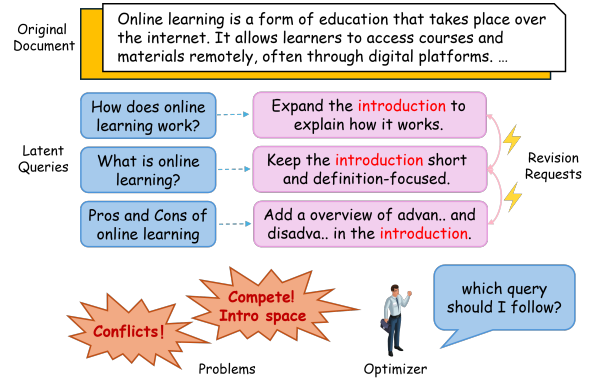 Original
Document
Online learning is a form of education that takes place over
the internet. It allows learners to access courses and
materials remotely, often through digital platforms. ...
Latent
Queries
How does online
learning work?
Expand the introduction to
explain how it works.
What is online
learning?
Keep the introduction short
and definition-focused.
Pros and Cons of
online learning
Add a overview of advan.. and
disadva.. in the introduction.
Revision
Requests
Conflicts!
Compete!
Intro space
Problems
Optimizer
which query
should I follow?